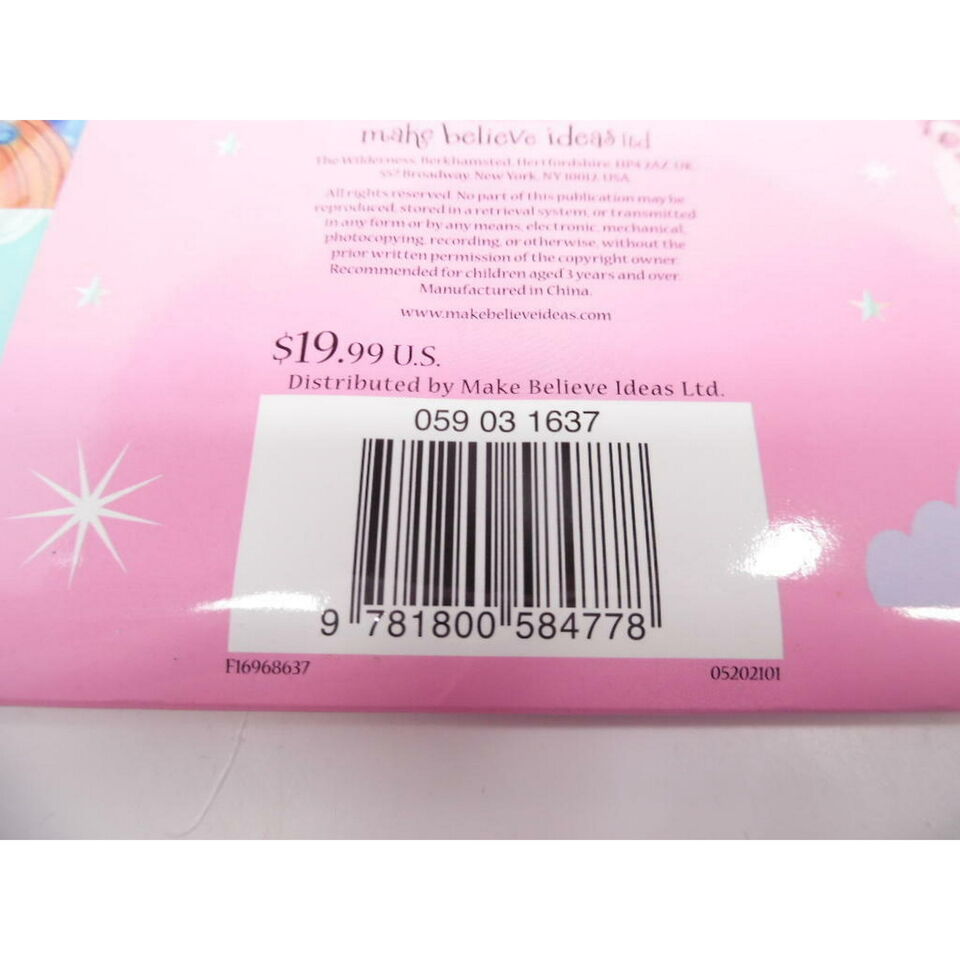 make believe ideas ltd
The Wilderness, Berkhamsted, Hertfordshire, HP4 2AZ, UK.
557 Broadway, New York, NY 10012, USA.
All rights reserved. No part of this publication may be
reproduced, stored in a retrieval system, or transmitted
in any form or by any means, electronic, mechanical,
photocopying, recording, or otherwise, without the
prior written permission of the copyright owner.
Recommended for children aged 3 years and over.
Manufactured in China.
www.makebelieveideas.com
$19.99 U.S.
Distributed by Make Believe Ideas Ltd.
059 03 1637
9 781800 584778
F16968637
05202101